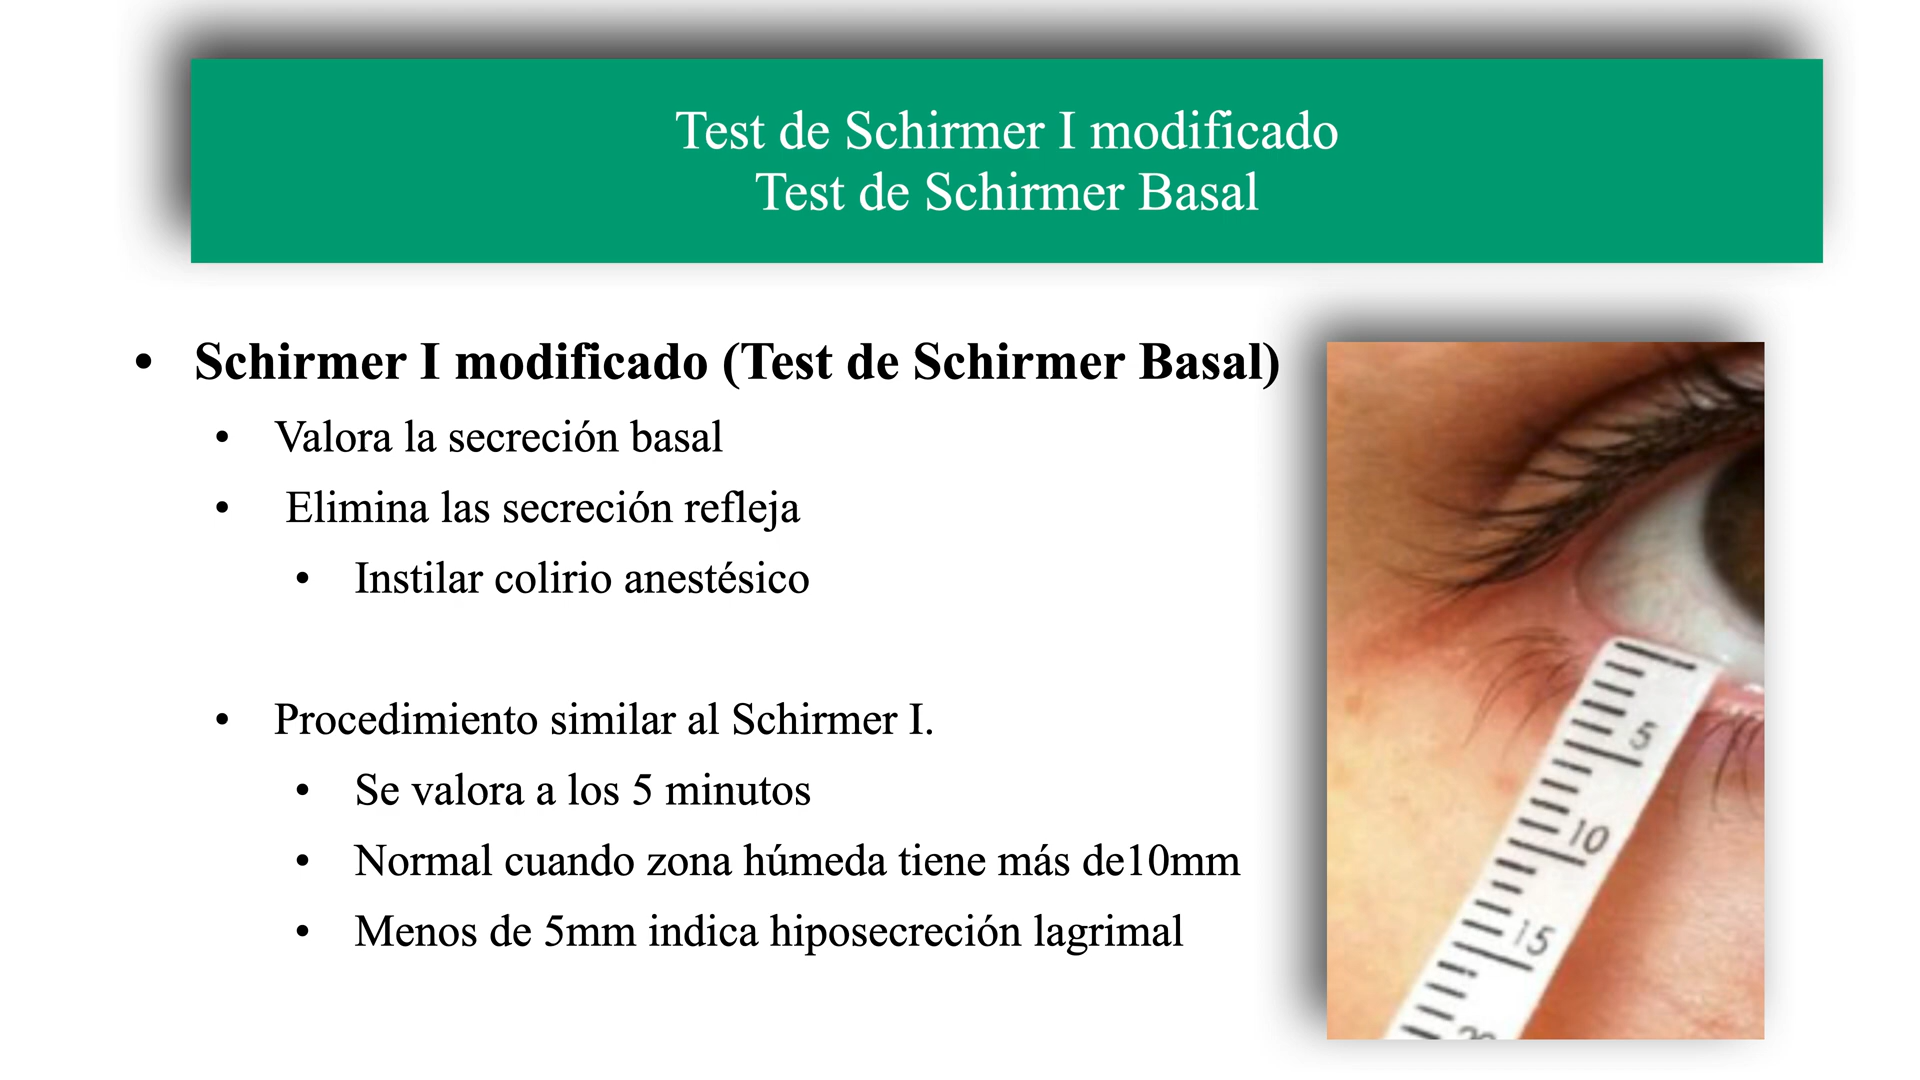 Test de Schirmer I modificado
Test de Schirmer Basal
• Schirmer I modificado (Test de Schirmer Basal)
• Valora la secreción basal
• Elimina las secreción refleja
• Instilar colirio anestésico
• Procedimiento similar al Schirmer I.
• Se valora a los 5 minutos
• Normal cuando zona húmeda tiene más de10mm
• Menos de 5mm indica hiposecreción lagrimal
5
10
15
20